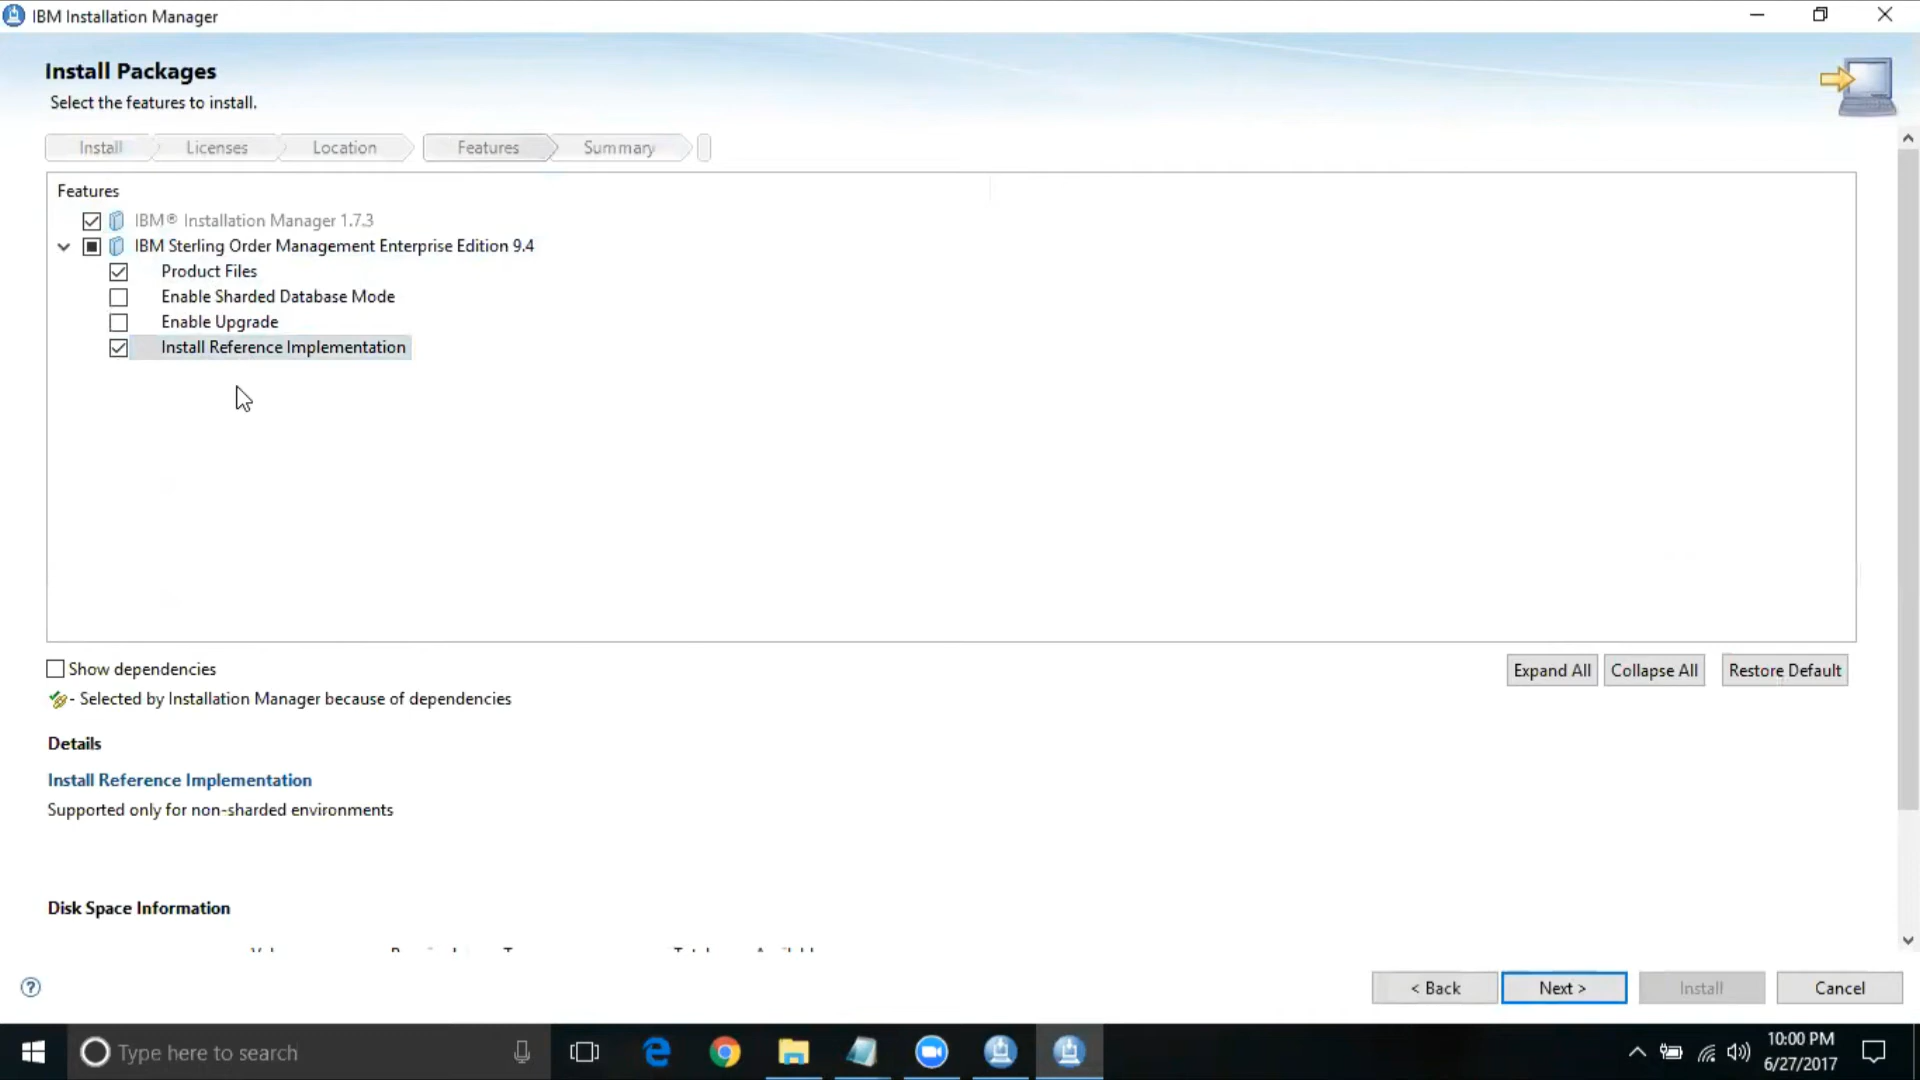 IBM Installation Manager
Install Packages
Select the features to install.
Install Licenses Location Features Summary
Features
IBM® Installation Manager 1.7.3
IBM Sterling Order Management Enterprise Edition 9.4
Product Files
Enable Sharded Database Mode
Enable Upgrade
Install Reference Implementation
Show dependencies
Expand All Collapse All Restore Default
- Selected by Installation Manager because of dependencies
Details
Install Reference Implementation
Supported only for non-sharded environments
Disk Space Information
? < Back Next > Install Cancel
Type here to search
10:00 PM
6/27/2017